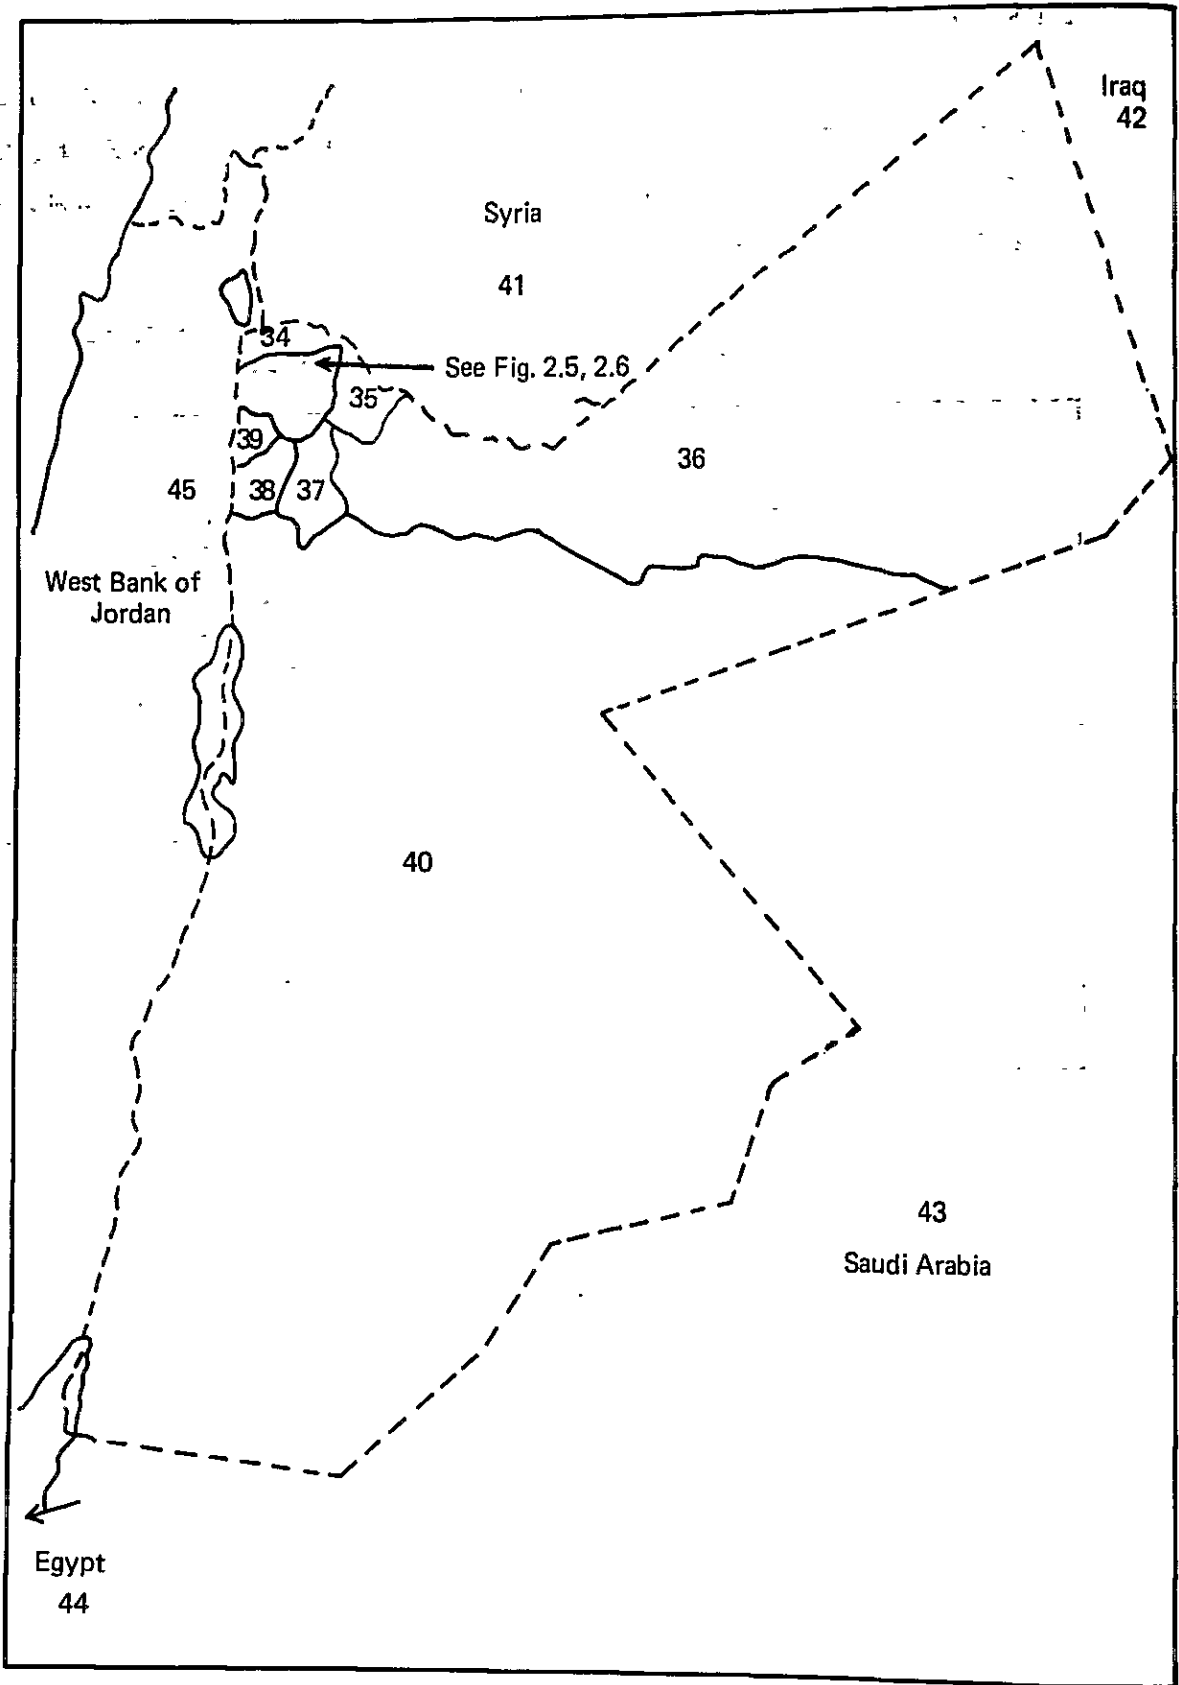 Iraq
42
Syria
41
34
See Fig. 2.5, 2.6
35
39
36
45
38
37
West Bank of
Jordan
40
43
Saudi Arabia
Egypt
44